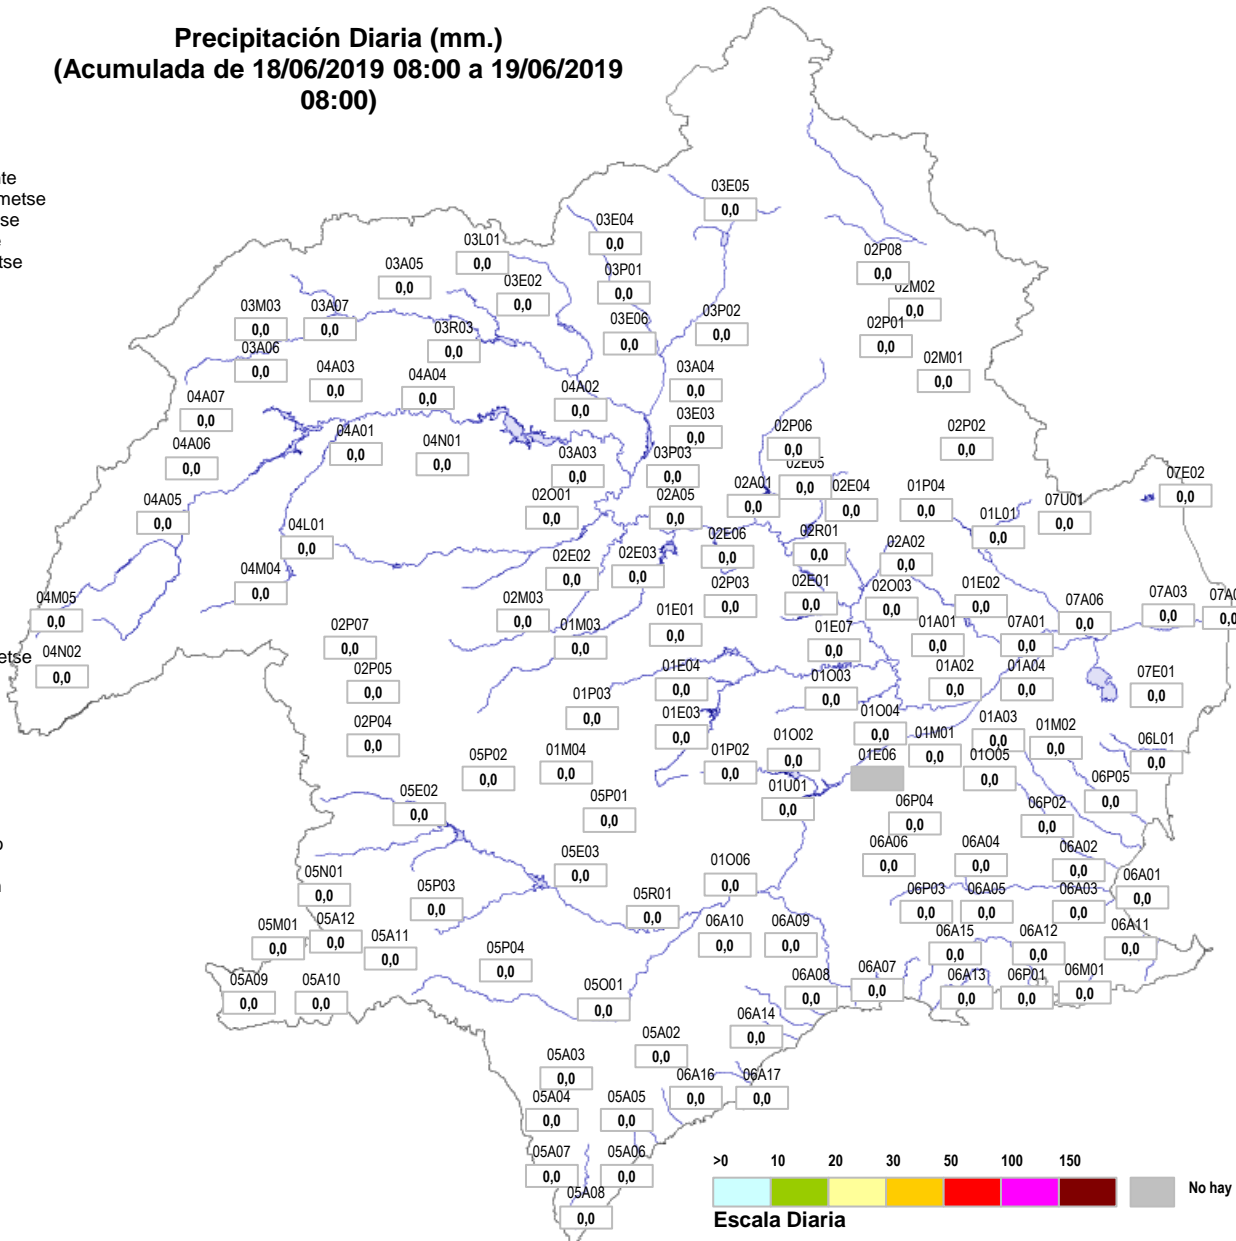 Precipitación Diaria (mm.)
(Acumulada de 18/06/2019 08:00 a 19/06/2019
08:00)
03E05
0,0
03E04
0,0
03L01
0,0
02P08
0,0
03A05
0,0
03P01
0,0
03E02
0,0
02M02
0,0
03M03
0,0
03A07
0,0
03P02
0,0
03E06
0,0
03R03
0,0
02P01
0,0
03A06
0,0
02M01
0,0
04A03
0,0
04A04
0,0
03A04
0,0
04A02
0,0
04A07
0,0
03E03
0,0
04A01
0,0
04N01
0,0
02P06
0,0
02P02
0,0
04A06
0,0
03A03
0,0
03P03
0,0
02E05
0,0
07E02
0,0
02A01
0,0
02E04
0,0
01P04
0,0
04A05
0,0
02O01
0,0
02A05
0,0
07U01
0,0
01L01
0,0
04L01
0,0
02E06
0,0
02R01
0,0
02A02
0,0
02E02
0,0
02E03
0,0
04M04
0,0
02P03
0,0
02E01
0,0
02O03
0,0
01E02
0,0
04M05
0,0
02M03
0,0
07A06
0,0
07A03
0,0
0,0
01E01
0,0
02P07
0,0
01M03
0,0
01E07
0,0
01A01
0,0
07A01
0,0
etse
04N02
0,0
02P05
0,0
01E04
0,0
01O03
0,0
01A02
0,0
01A04
0,0
07E01
0,0
01P03
0,0
01E03
0,0
02P04
0,0
01O04
0,0
01A03
0,0
01M02
0,0
01M01
0,0
01O02
0,0
06L01
0,0
05P02
0,0
01M04
0,0
01P02
0,0
01E06
01O05
0,0
06P05
0,0
05E02
0,0
05P01
0,0
01U01
0,0
06P04
0,0
06P02
0,0
05E03
0,0
01O06
0,0
06A06
0,0
06A04
0,0
06A02
0,0
05N01
0,0
05P03
0,0
05R01
0,0
06P03
0,0
06A05
0,0
06A03
0,0
06A01
0,0
05M01
0,0
05A12
0,0
05A11
0,0
06A10
0,0
06A09
0,0
06A15
0,0
06A12
0,0
06A11
0,0
05P04
0,0
05A09
0,0
05A10
0,0
05O01
0,0
06A08
0,0
06A07
0,0
06A13
0,0
06P01
0,0
06M01
0,0
06A14
0,0
05A02
0,0
05A03
0,0
06A16
0,0
06A17
0,0
05A04
0,0
05A05
0,0
05A07
0,0
05A06
0,0
05A08
0,0
>0 10 20 30 50 100 150
No hay
Escala Diaria